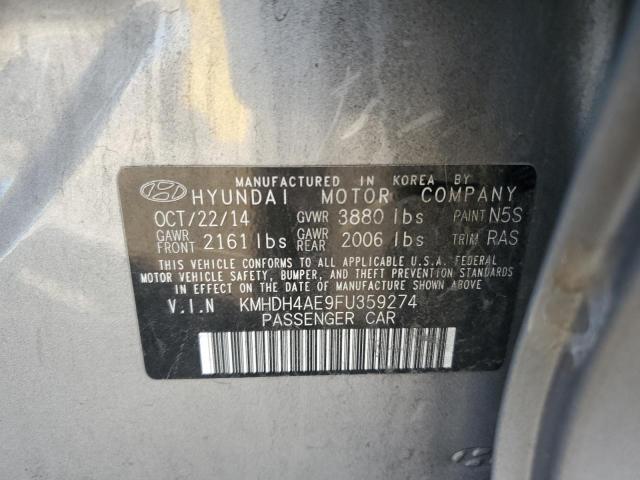 MANUFACTURED IN KOREA BY
HYUNDAI MOTOR COMPANY
OCT/22/14 GVWR 3880 lbs PAINT N5S
GAWR FRONT 2161 lbs GAWR REAR 2006 lbs TRIM RAS
THIS VEHICLE CONFORMS TO ALL APPLICABLE U.S.A. FEDERAL
MOTOR VEHICLE SAFETY, BUMPER, AND THEFT PREVENTION STANDARDS
IN EFFECT ON THE DATE OF MANUFACTURE SHOWN ABOVE.
V.I.N KMHDH4AE9FU359274
PASSENGER CAR